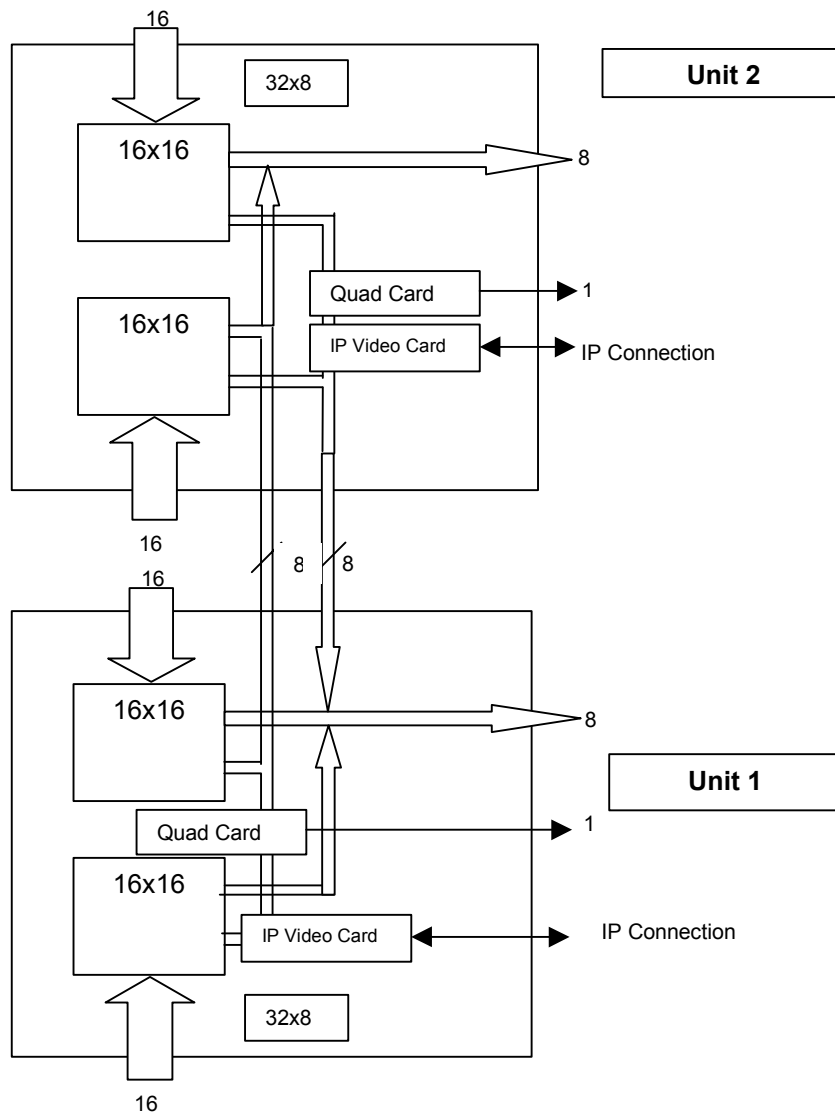 16
32x8
Unit 2
16x16
8
Quad Card
1
16x16
IP Video Card
IP Connection
16
8
8
16
16x16
8
Unit 1
Quad Card
1
16x16
IP Video Card
IP Connection
32x8
16